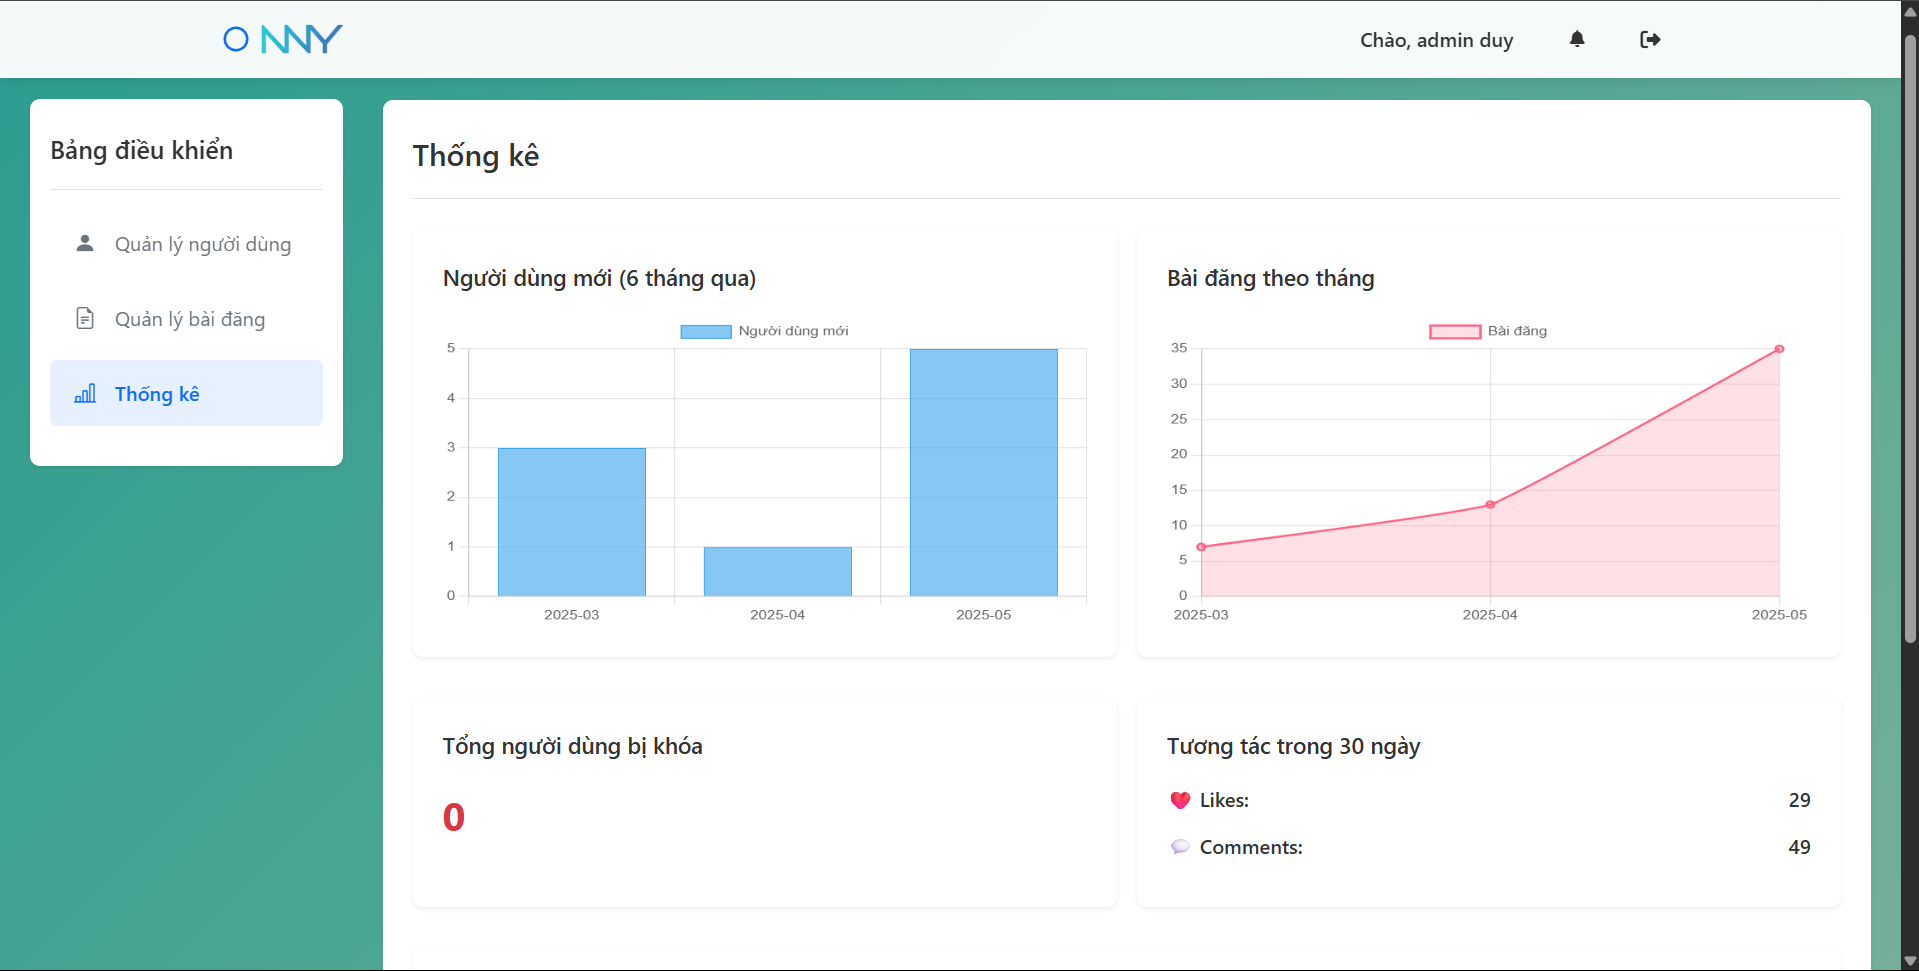 O NNY
Chào, admin duy
Bảng điều khiển
Quản lý người dùng
Quản lý bài đăng
Thống kê
Thống kê
Người dùng mới (6 tháng qua)
Người dùng mới
5
4
3
2
1
0
2025-03 2025-04 2025-05
Bài đăng theo tháng
Bài đăng
35
30
25
20
15
10
5
0
2025-03 2025-04 2025-05
Tổng người dùng bị khóa
0
Tương tác trong 30 ngày
Likes: 29
Comments: 49